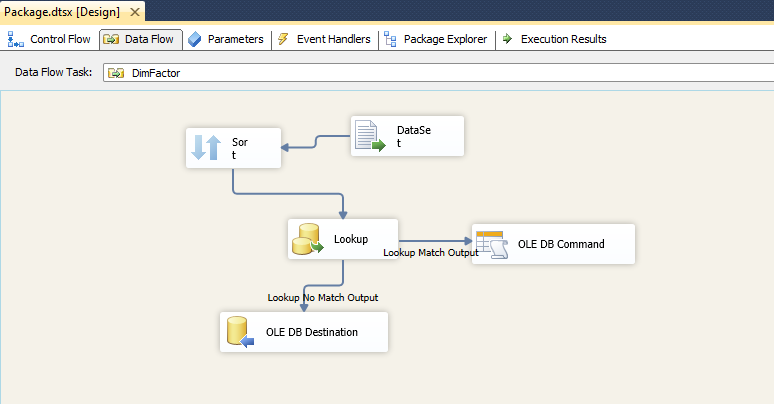 Package.dtsx [Design]
Control Flow
Data Flow
Parameters
Event Handlers
Package Explorer
Execution Results
Data Flow Task:
DimFactor
Sor
t
DataSe
t
Lookup
Lookup Match Output
OLE DB Command
Lookup No Match Output
OLE DB Destination